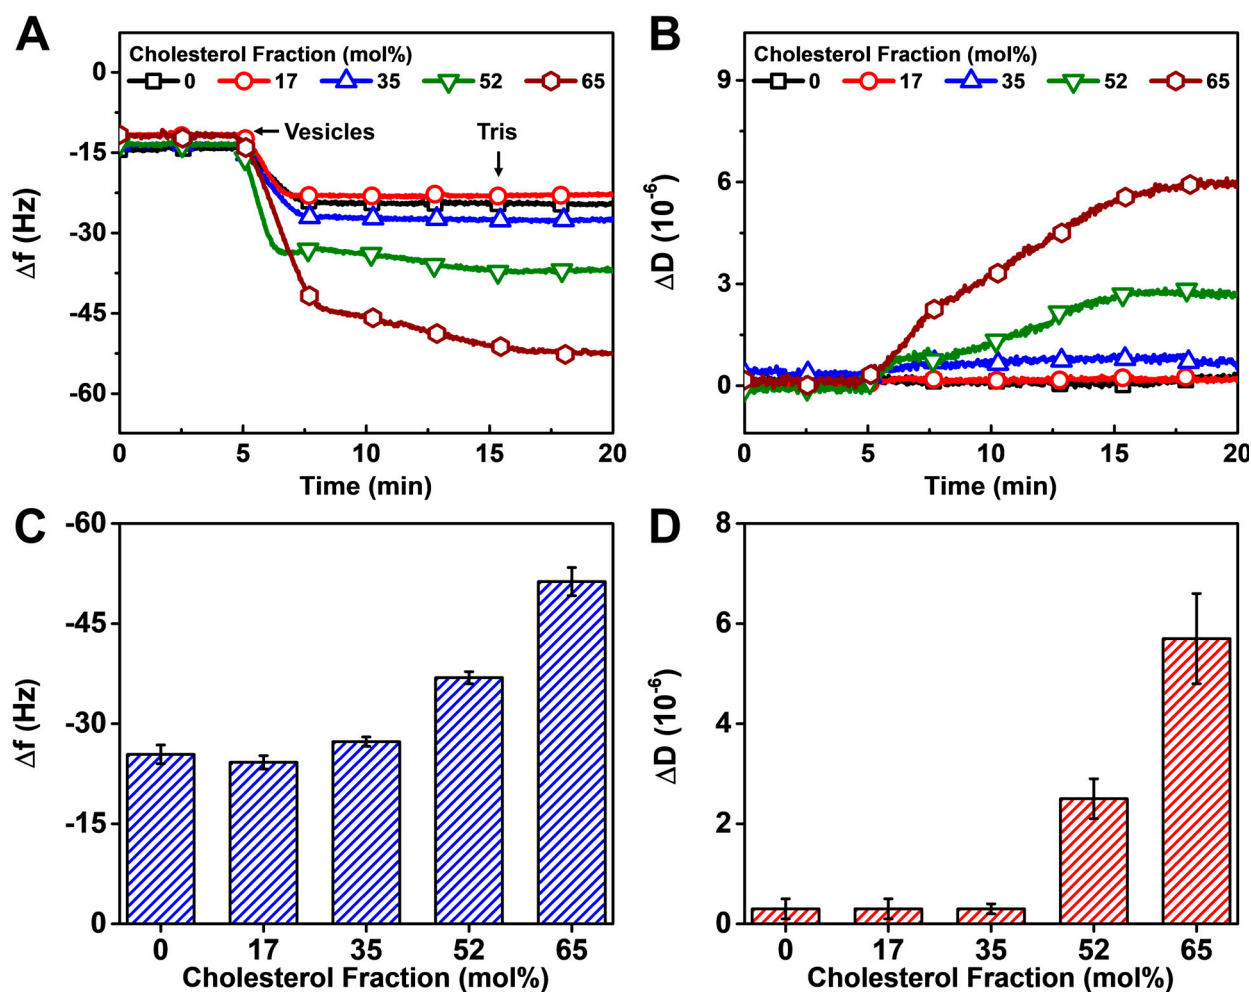 A
Cholesterol Fraction (mol%)
0 17 35 52 65
Vesicles
Tris
0
-15
-30
-45
-60
Δf (Hz)
0 5 10 15 20
Time (min)
B
Cholesterol Fraction (mol%)
0 17 35 52 65
9
6
3
0
ΔD (10⁻⁶)
0 5 10 15 20
Time (min)
C
-60
-45
-30
-15
0
Δf (Hz)
0 17 35 52 65
Cholesterol Fraction (mol%)
D
8
6
4
2
0
ΔD (10⁻⁶)
0 17 35 52 65
Cholesterol Fraction (mol%)